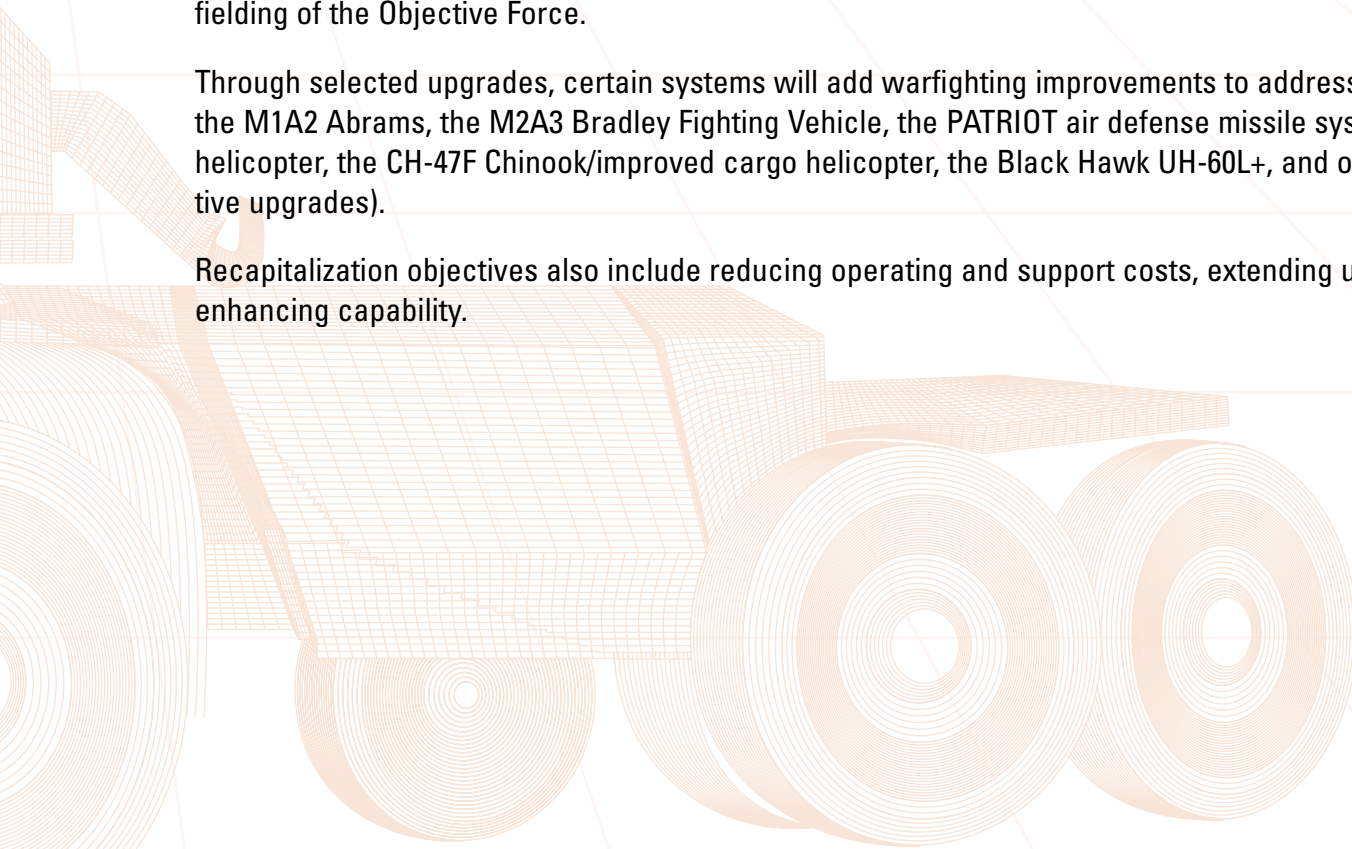 fielding of the Objective Force.
Through selected upgrades, certain systems will add warfighting improvements to address
the M1A2 Abrams, the M2A3 Bradley Fighting Vehicle, the PATRIOT air defense missile sys
helicopter, the CH-47F Chinook/improved cargo helicopter, the Black Hawk UH-60L+, and o
tive upgrades).
Recapitalization objectives also include reducing operating and support costs, extending u
enhancing capability.